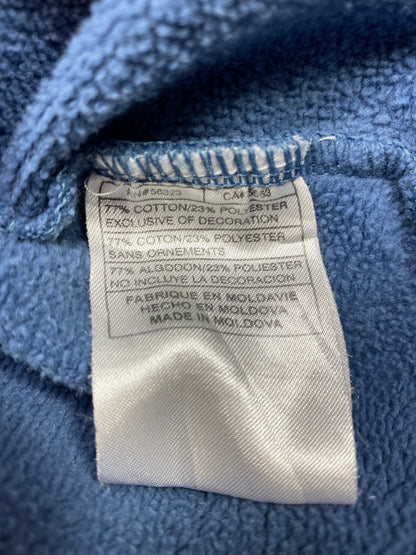 RN#56323
77% COTTON/23% POLYESTER
EXCLUSIVE OF DECORATION
77% COTON/23% POLYESTER
SANS ORNEMENTS
77% ALGODON/23% POLIESTER
NO INCLUYE LA DECORACION
FABRIQUE EN MOLDAVIE
HECHO EN MOLDOVA
MADE IN MOLDOVA